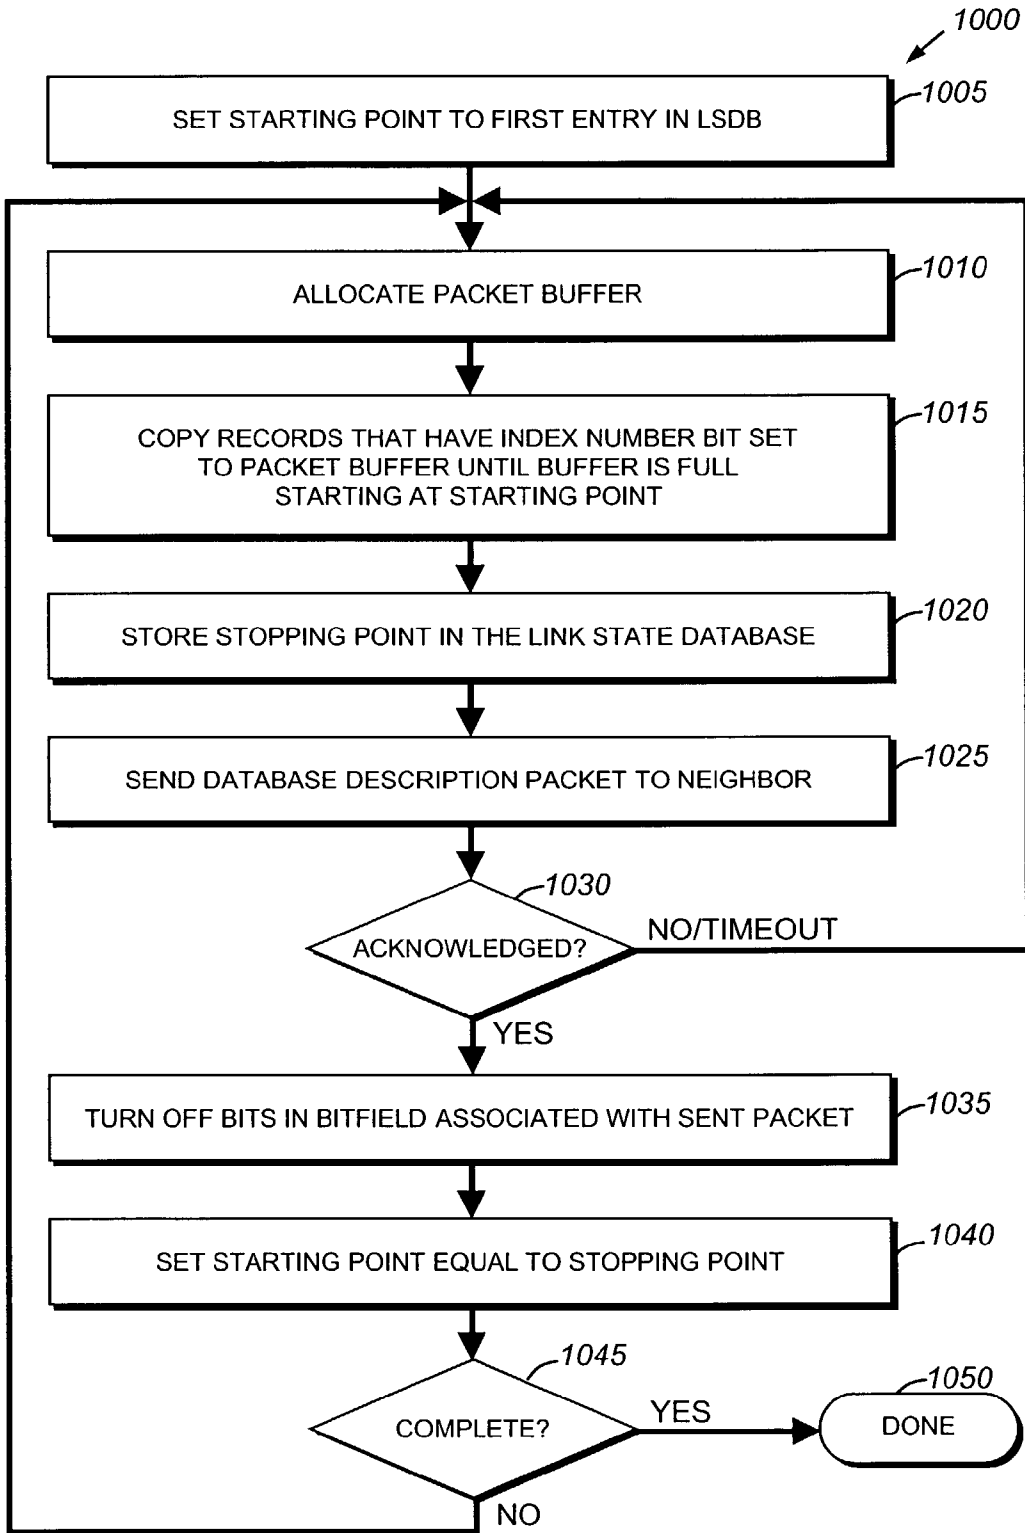 1000
SET STARTING POINT TO FIRST ENTRY IN LSDB
1005
ALLOCATE PACKET BUFFER
1010
COPY RECORDS THAT HAVE INDEX NUMBER BIT SET
TO PACKET BUFFER UNTIL BUFFER IS FULL
STARTING AT STARTING POINT
1015
STORE STOPPING POINT IN THE LINK STATE DATABASE
1020
SEND DATABASE DESCRIPTION PACKET TO NEIGHBOR
1025
1030
ACKNOWLEDGED?
NO/TIMEOUT
YES
TURN OFF BITS IN BITFIELD ASSOCIATED WITH SENT PACKET
1035
SET STARTING POINT EQUAL TO STOPPING POINT
1040
1045
COMPLETE?
YES
1050
DONE
NO